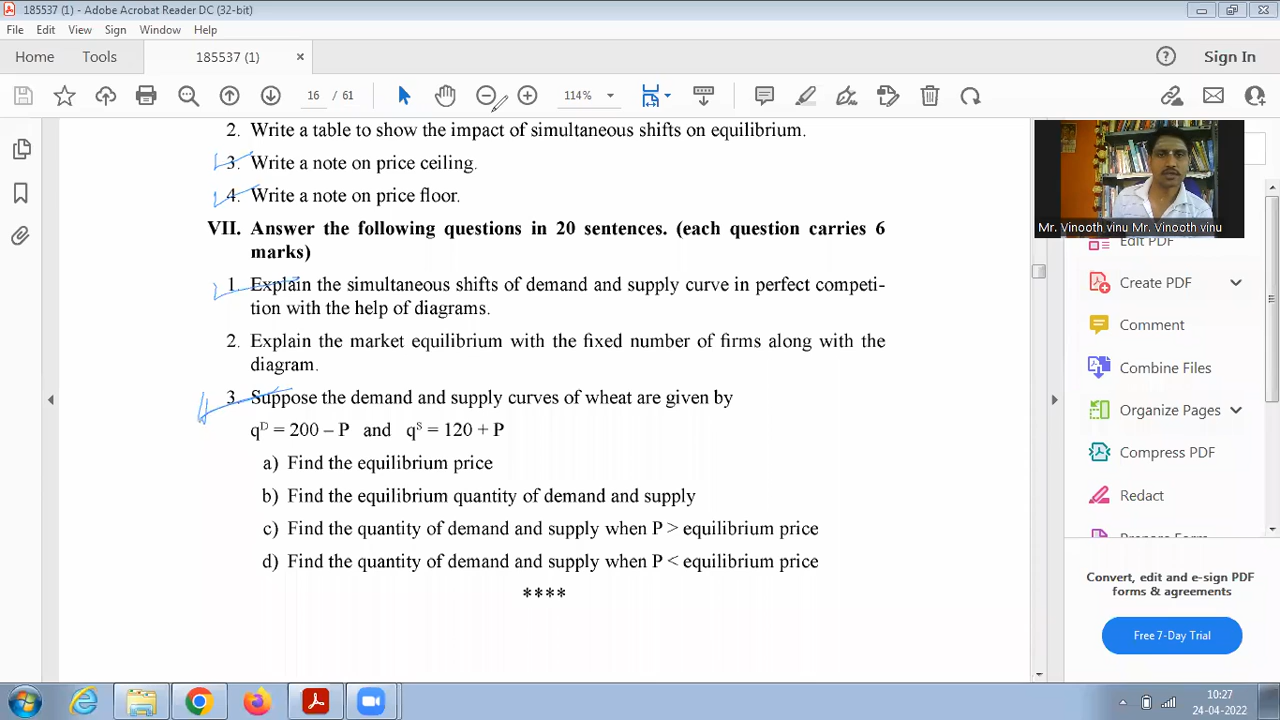 185537 (1) - Adobe Acrobat Reader DC (32-bit)
File Edit View Sign Window Help
Home Tools 185537 (1) × Sign In
16 / 61 114%
2. Write a table to show the impact of simultaneous shifts on equilibrium.
3. Write a note on price ceiling.
4. Write a note on price floor.
VII. Answer the following questions in 20 sentences. (each question carries 6
marks)
1. Explain the simultaneous shifts of demand and supply curve in perfect competi-
tion with the help of diagrams.
2. Explain the market equilibrium with the fixed number of firms along with the
diagram.
3. Suppose the demand and supply curves of wheat are given by
qᴰ = 200 – P and qˢ = 120 + P
a) Find the equilibrium price
b) Find the equilibrium quantity of demand and supply
c) Find the quantity of demand and supply when P > equilibrium price
d) Find the quantity of demand and supply when P < equilibrium price
****
Mr. Vinooth vinu Mr. Vinooth vinu
Edit PDF
Create PDF
Comment
Combine Files
Organize Pages
Compress PDF
Redact
Convert, edit and e-sign PDF
forms & agreements
Free 7-Day Trial
10:27
24-04-2022